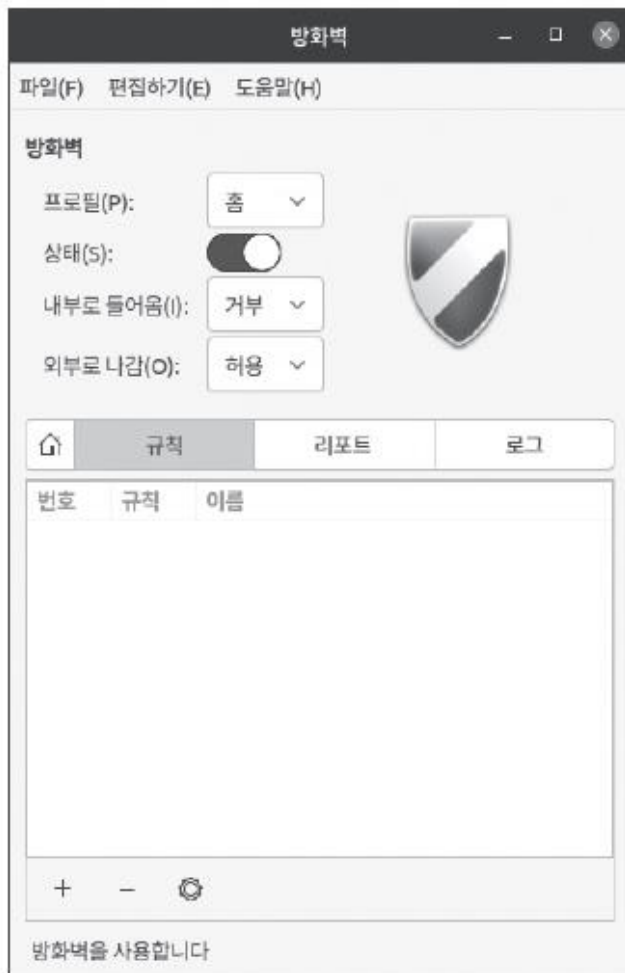 방화벽
파일(F) 편집하기(E) 도움말(H)
방화벽
프로필(P): 홈
상태(S):
내부로 들어옴(I): 거부
외부로 나감(O): 허용
규칙 리포트 로그
번호 규칙 이름
방화벽을 사용합니다